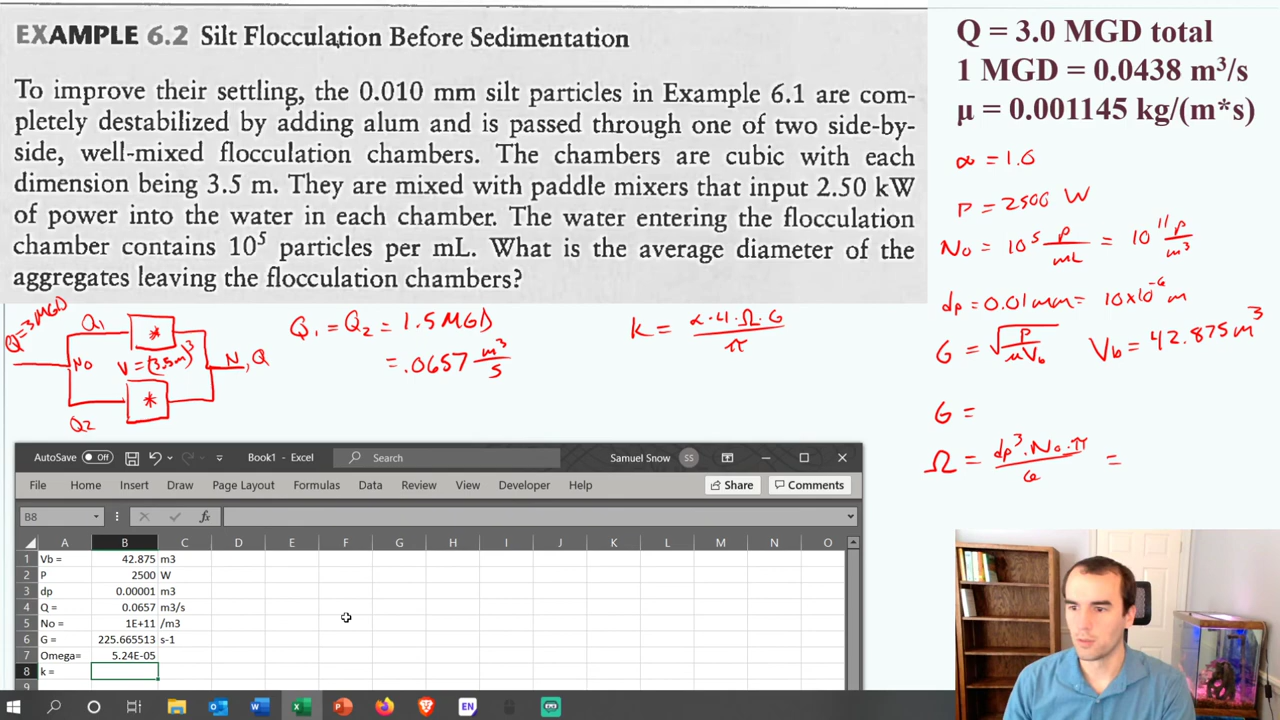 EXAMPLE 6.2 Silt Flocculation Before Sedimentation
To improve their settling, the 0.010 mm silt particles in Example 6.1 are com-
pletely destabilized by adding alum and is passed through one of two side-by-
side, well-mixed flocculation chambers. The chambers are cubic with each
dimension being 3.5 m. They are mixed with paddle mixers that input 2.50 kW
of power into the water in each chamber. The water entering the flocculation
chamber contains 10⁵ particles per mL. What is the average diameter of the
aggregates leaving the flocculation chambers?
Q = 3.0 MGD total
1 MGD = 0.0438 m³/s
μ = 0.001145 kg/(m*s)
α = 1.0
P = 2500 W
No = 10⁵ p/mL = 10¹¹ p/m³
dp = 0.01mm = 10x10⁻⁶ m
G = √(P/μVb) Vb = 42.875 m³
G =
Ω = dp³·No·π/6 =
Q=3 MGD
Q1
No
V=(3.5m)³
N, Q
Q2
Q1 = Q2 = 1.5 MGD
= .0657 m³/s
k = α·4·Ω·G/π
AutoSave Off Book1 - Excel Search Samuel Snow SS
File Home Insert Draw Page Layout Formulas Data Review View Developer Help Share Comments
B8 fx
A B C D E F G H I J K L M N O
1 Vb = 42.875 m3
2 P 2500 W
3 dp 0.00001 m3
4 Q = 0.0657 m3/s
5 No = 1E+11 /m3
6 G = 225.665513 s-1
7 Omega= 5.24E-05
8 k =
9
EN